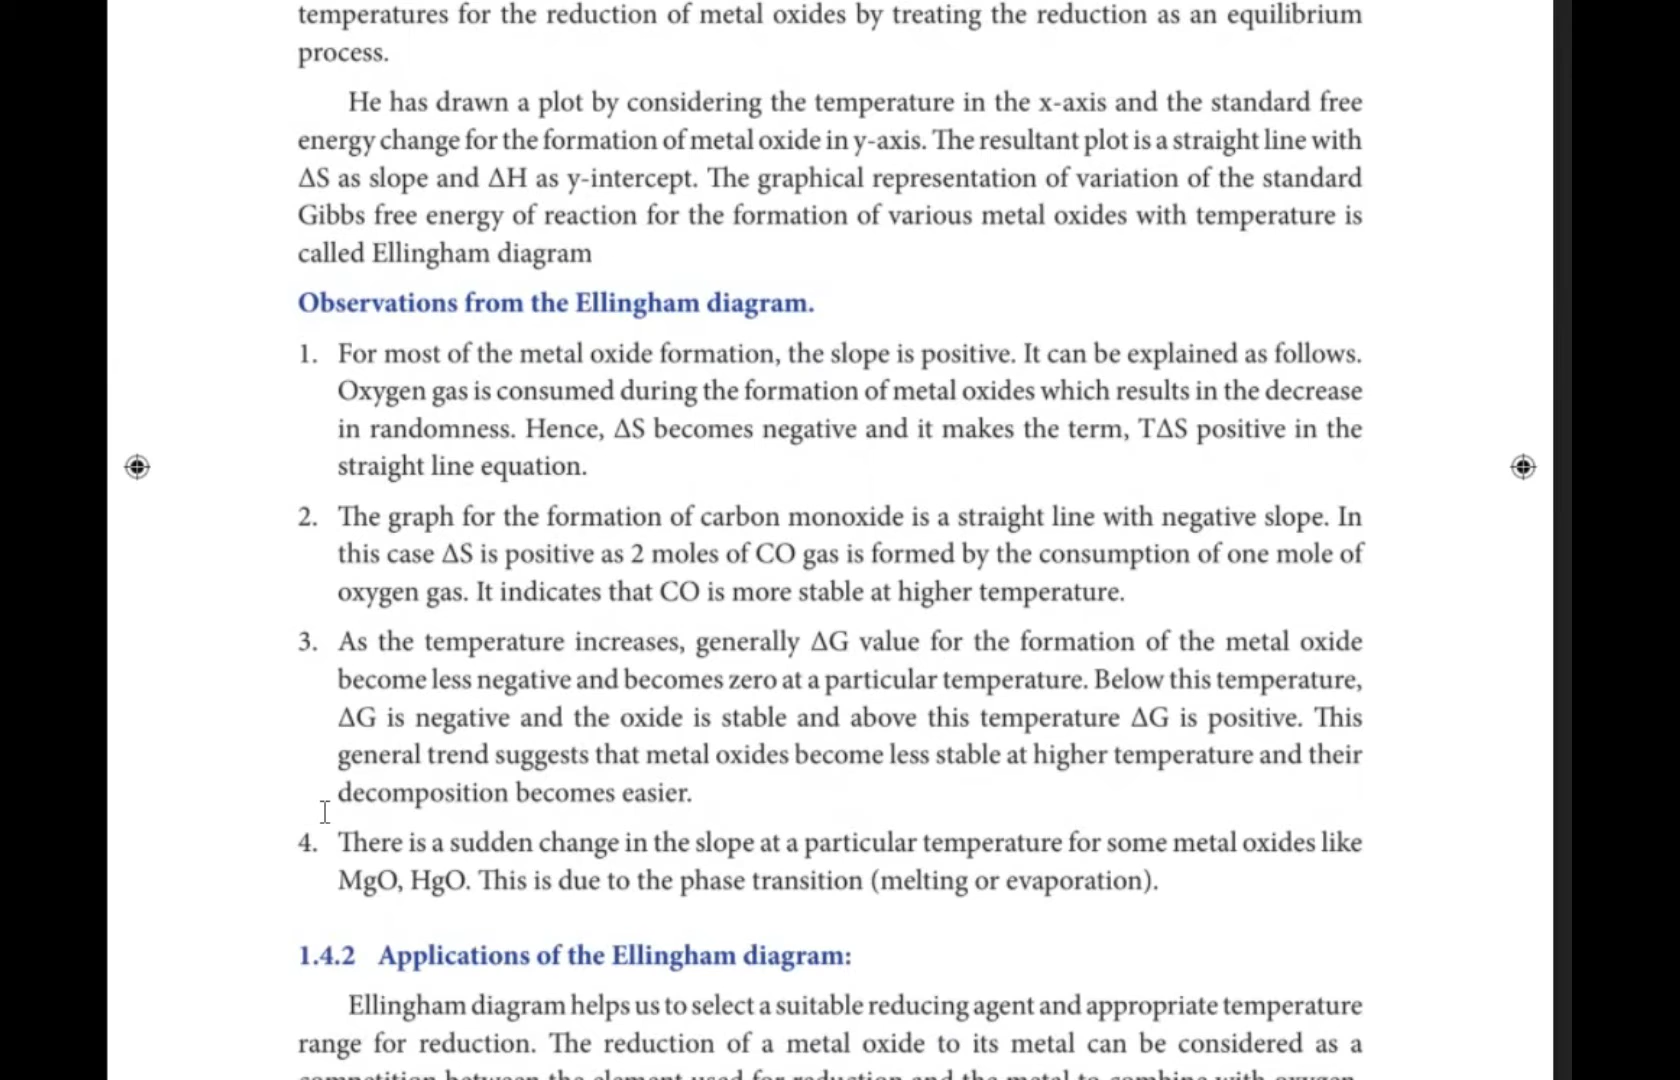 temperatures for the reduction of metal oxides by treating the reduction as an equilibrium
process.
He has drawn a plot by considering the temperature in the x-axis and the standard free
energy change for the formation of metal oxide in y-axis. The resultant plot is a straight line with
ΔS as slope and ΔH as y-intercept. The graphical representation of variation of the standard
Gibbs free energy of reaction for the formation of various metal oxides with temperature is
called Ellingham diagram
Observations from the Ellingham diagram.
1. For most of the metal oxide formation, the slope is positive. It can be explained as follows.
Oxygen gas is consumed during the formation of metal oxides which results in the decrease
in randomness. Hence, ΔS becomes negative and it makes the term, TΔS positive in the
straight line equation.
2. The graph for the formation of carbon monoxide is a straight line with negative slope. In
this case ΔS is positive as 2 moles of CO gas is formed by the consumption of one mole of
oxygen gas. It indicates that CO is more stable at higher temperature.
3. As the temperature increases, generally ΔG value for the formation of the metal oxide
become less negative and becomes zero at a particular temperature. Below this temperature,
ΔG is negative and the oxide is stable and above this temperature ΔG is positive. This
general trend suggests that metal oxides become less stable at higher temperature and their
decomposition becomes easier.
4. There is a sudden change in the slope at a particular temperature for some metal oxides like
MgO, HgO. This is due to the phase transition (melting or evaporation).
1.4.2 Applications of the Ellingham diagram:
Ellingham diagram helps us to select a suitable reducing agent and appropriate temperature
range for reduction. The reduction of a metal oxide to its metal can be considered as a
competition between the element used for reduction and the metal to combine with oxygen.